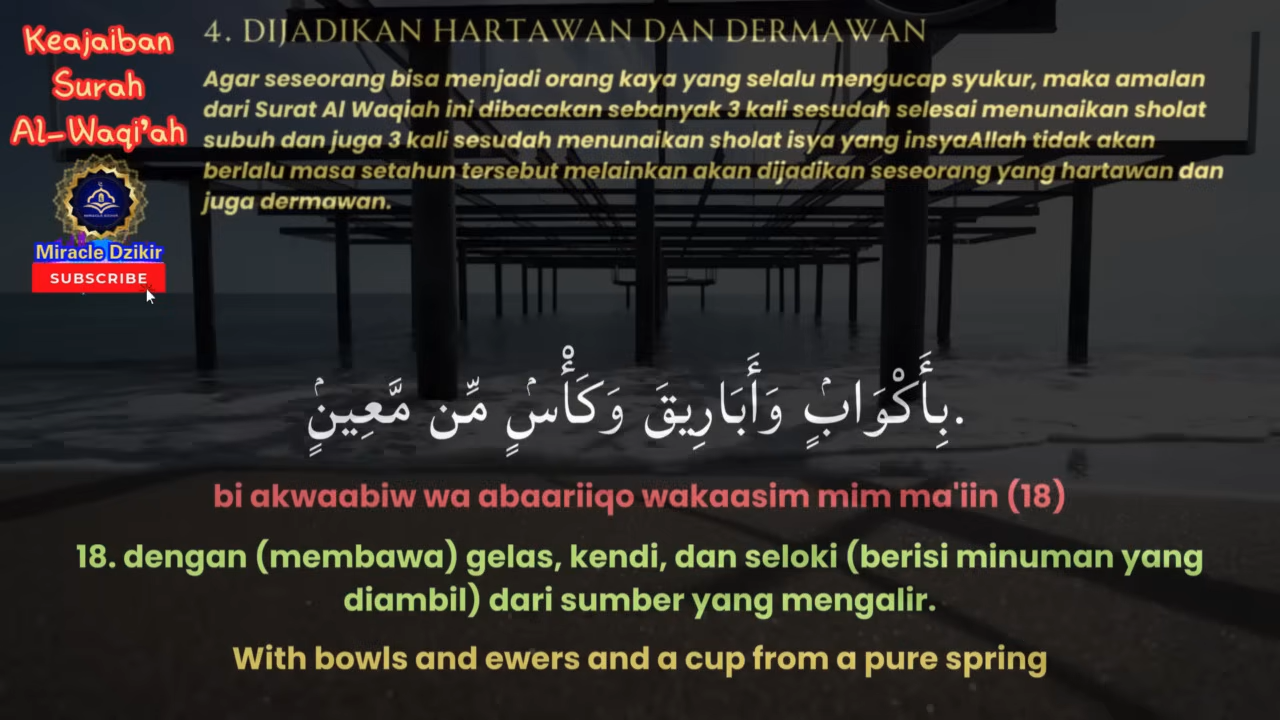 Keajaiban
Surah
Al-Waqi'ah
Miracle Dzikir
SUBSCRIBE
4. DIJADIKAN HARTAWAN DAN DERMAWAN
Agar seseorang bisa menjadi orang kaya yang selalu mengucap syukur, maka amalan
dari Surat Al Waqiah ini dibacakan sebanyak 3 kali sesudah selesai menunaikan sholat
subuh dan juga 3 kali sesudah menunaikan sholat isya yang insyaAllah tidak akan
berlalu masa setahun tersebut melainkan akan dijadikan seseorang yang hartawan dan
juga dermawan.
بِأَكْوَابٍۢ وَأَبَارِيقَ وَكَأْسٍۢ مِّن مَّعِينٍۢ.
bi akwaabiw wa abaariiqo wakaasim mim ma'iin (18)
18. dengan (membawa) gelas, kendi, dan seloki (berisi minuman yang
diambil) dari sumber yang mengalir.
With bowls and ewers and a cup from a pure spring